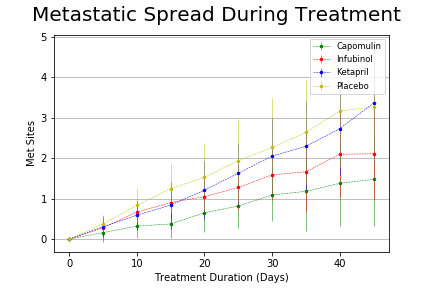 Metastatic Spread During Treatment
5
4
3
2
1
0
Met Sites
Capomulin
Infubinol
Ketapril
Placebo
0 10 20 30 40
Treatment Duration (Days)